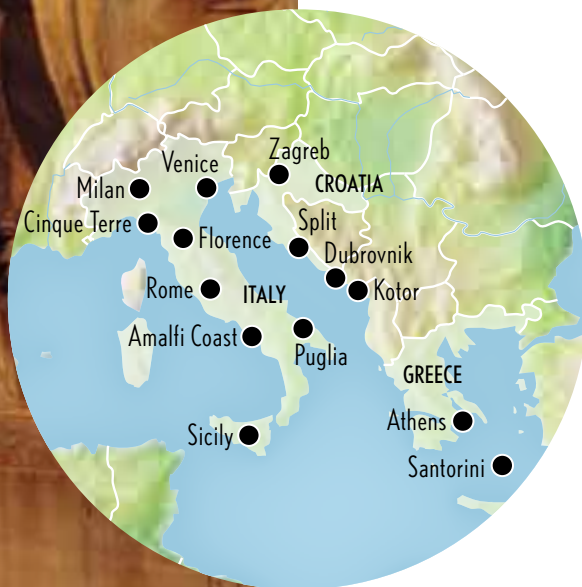 Zagreb
Venice
CROATIA
Milan
Cinque Terre
Split
Florence
Dubrovnik
Rome
ITALY
Kotor
Amalfi Coast
Puglia
GREECE
Athens
Sicily
Santorini